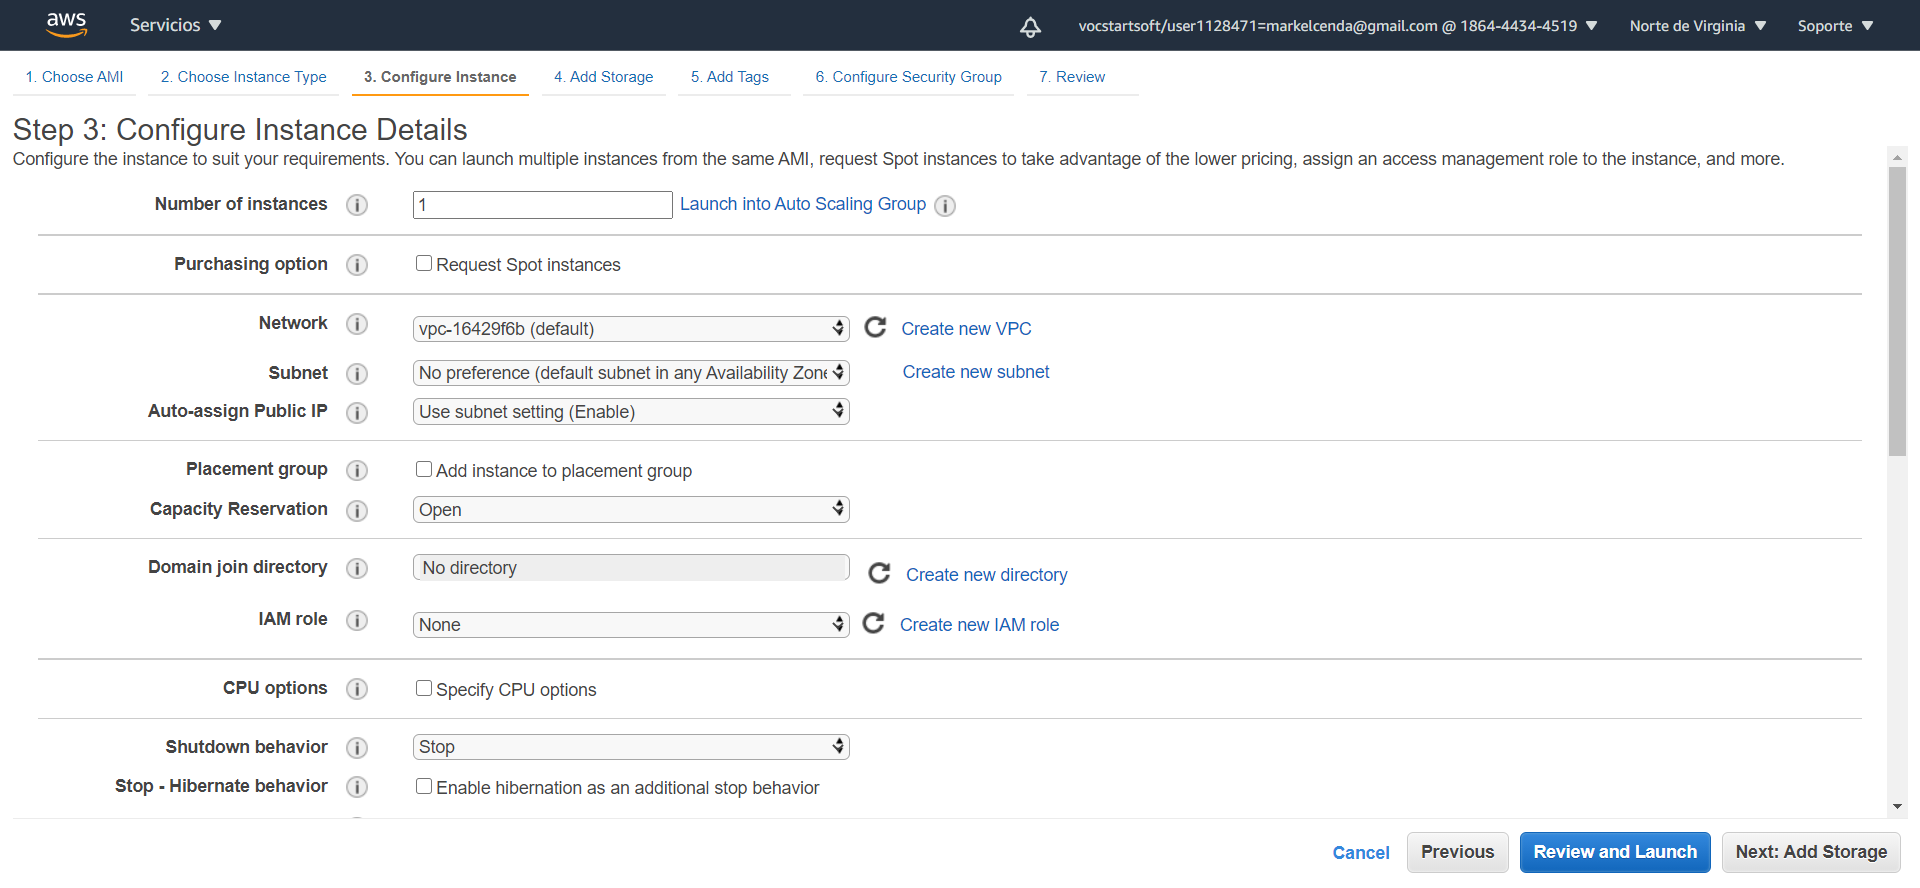 aws Servicios vocstartsoft/user1128471=markelcenda@gmail.com @ 1864-4434-4519 Norte de Virginia Soporte
1. Choose AMI 2. Choose Instance Type 3. Configure Instance 4. Add Storage 5. Add Tags 6. Configure Security Group 7. Review
Step 3: Configure Instance Details
Configure the instance to suit your requirements. You can launch multiple instances from the same AMI, request Spot instances to take advantage of the lower pricing, assign an access management role to the instance, and more.
Number of instances i 1 Launch into Auto Scaling Group i
Purchasing option i Request Spot instances
Network i vpc-16429f6b (default) Create new VPC
Subnet i No preference (default subnet in any Availability Zone Create new subnet
Auto-assign Public IP i Use subnet setting (Enable)
Placement group i Add instance to placement group
Capacity Reservation i Open
Domain join directory i No directory Create new directory
IAM role i None Create new IAM role
CPU options i Specify CPU options
Shutdown behavior i Stop
Stop - Hibernate behavior i Enable hibernation as an additional stop behavior
Cancel Previous Review and Launch Next: Add Storage